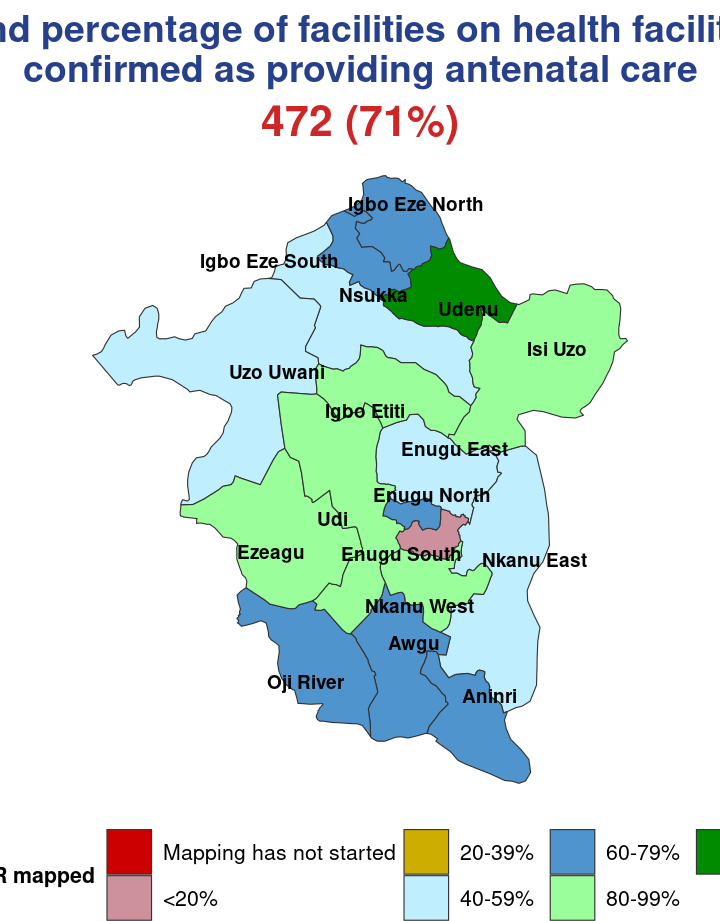 nd percentage of facilities on health facilit
confirmed as providing antenatal care
472 (71%)
Igbo Eze North
Igbo Eze South
Nsukka
Udenu
Isi Uzo
Uzo Uwani
Igbo Etiti
Enugu East
Enugu North
Udi
Ezeagu
Enugu South
Nkanu East
Nkanu West
Awgu
Oji River
Aninri
R mapped
Mapping has not started
20-39%
60-79%
<20%
40-59%
80-99%